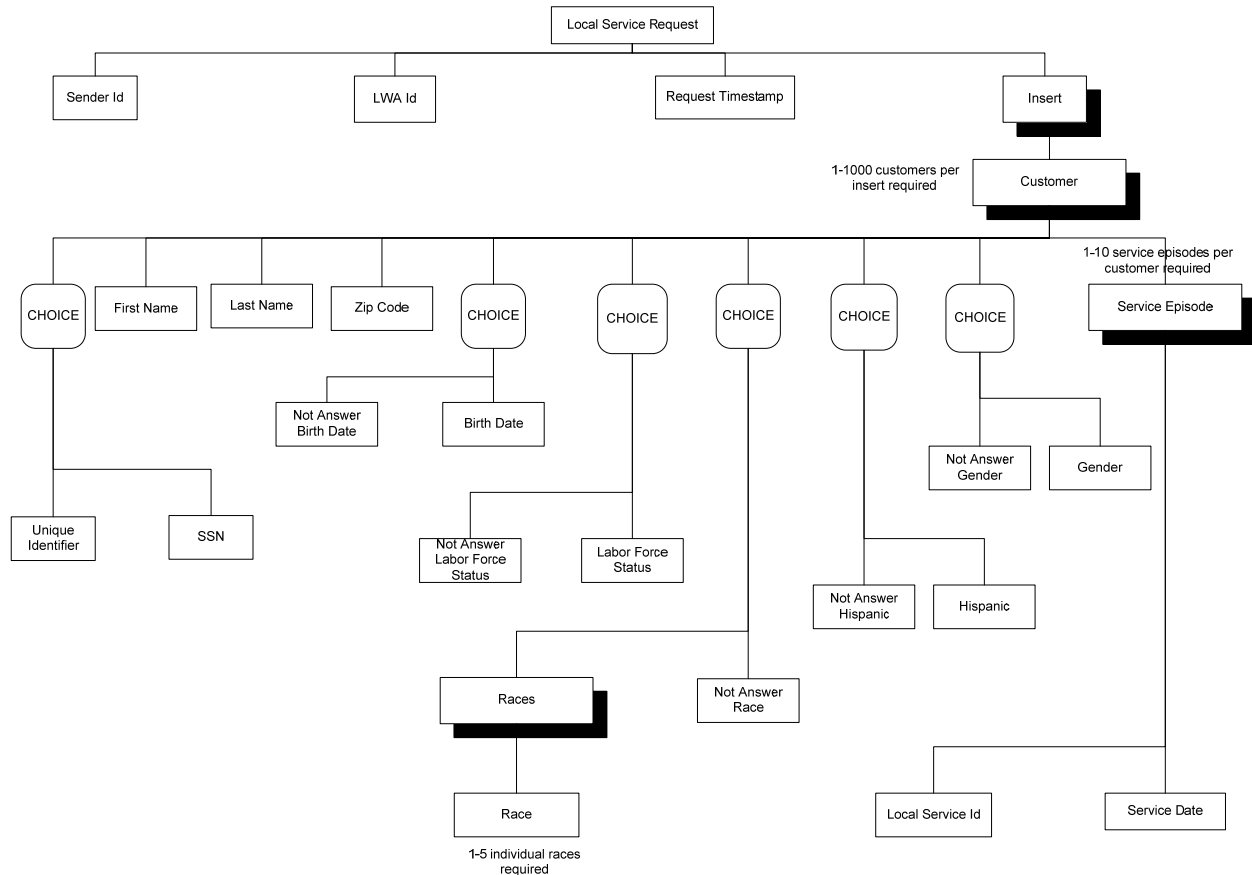 Local Service Request
Sender Id
LWA Id
Request Timestamp
Insert
1-1000 customers per
insert required
Customer
1-10 service episodes per
customer required
CHOICE
First Name
Last Name
Zip Code
CHOICE
CHOICE
CHOICE
CHOICE
CHOICE
Service Episode
Not Answer
Birth Date
Birth Date
Not Answer
Gender
Gender
Unique
Identifier
SSN
Not Answer
Labor Force
Status
Labor Force
Status
Not Answer
Hispanic
Hispanic
Races
Not Answer
Race
Race
1-5 individual races
required
Local Service Id
Service Date